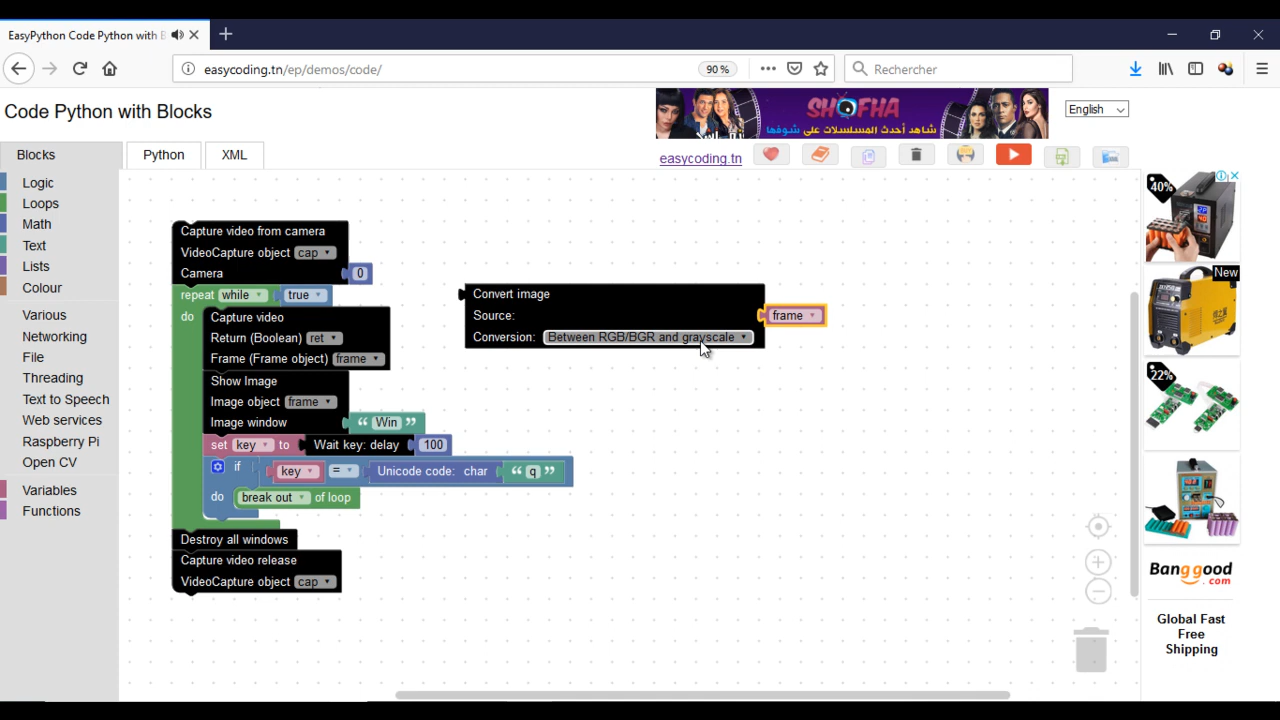 EasyPython Code Python with B
easycoding.tn/ep/demos/code/
90%
Rechercher
Code Python with Blocks
SHOFHA
شاهد أحدث المسلسلات على شوفها
English
Blocks
Python
XML
easycoding.tn
Logic
Loops
Math
Text
Lists
Colour
Various
Networking
File
Threading
Text to Speech
Web services
Raspberry Pi
Open CV
Variables
Functions
Capture video from camera
VideoCapture object cap
Camera 0
repeat while true
do Capture video
Return (Boolean) ret
Frame (Frame object) frame
Show Image
Image object frame
Image window “ Win ”
set key to Wait key: delay 100
if key = Unicode code: char “ q ”
do break out of loop
Destroy all windows
Capture video release
VideoCapture object cap
Convert image
Source: frame
Conversion: Between RGB/BGR and grayscale
40%
New
22%
Banggood
.com
Global Fast
Free
Shipping